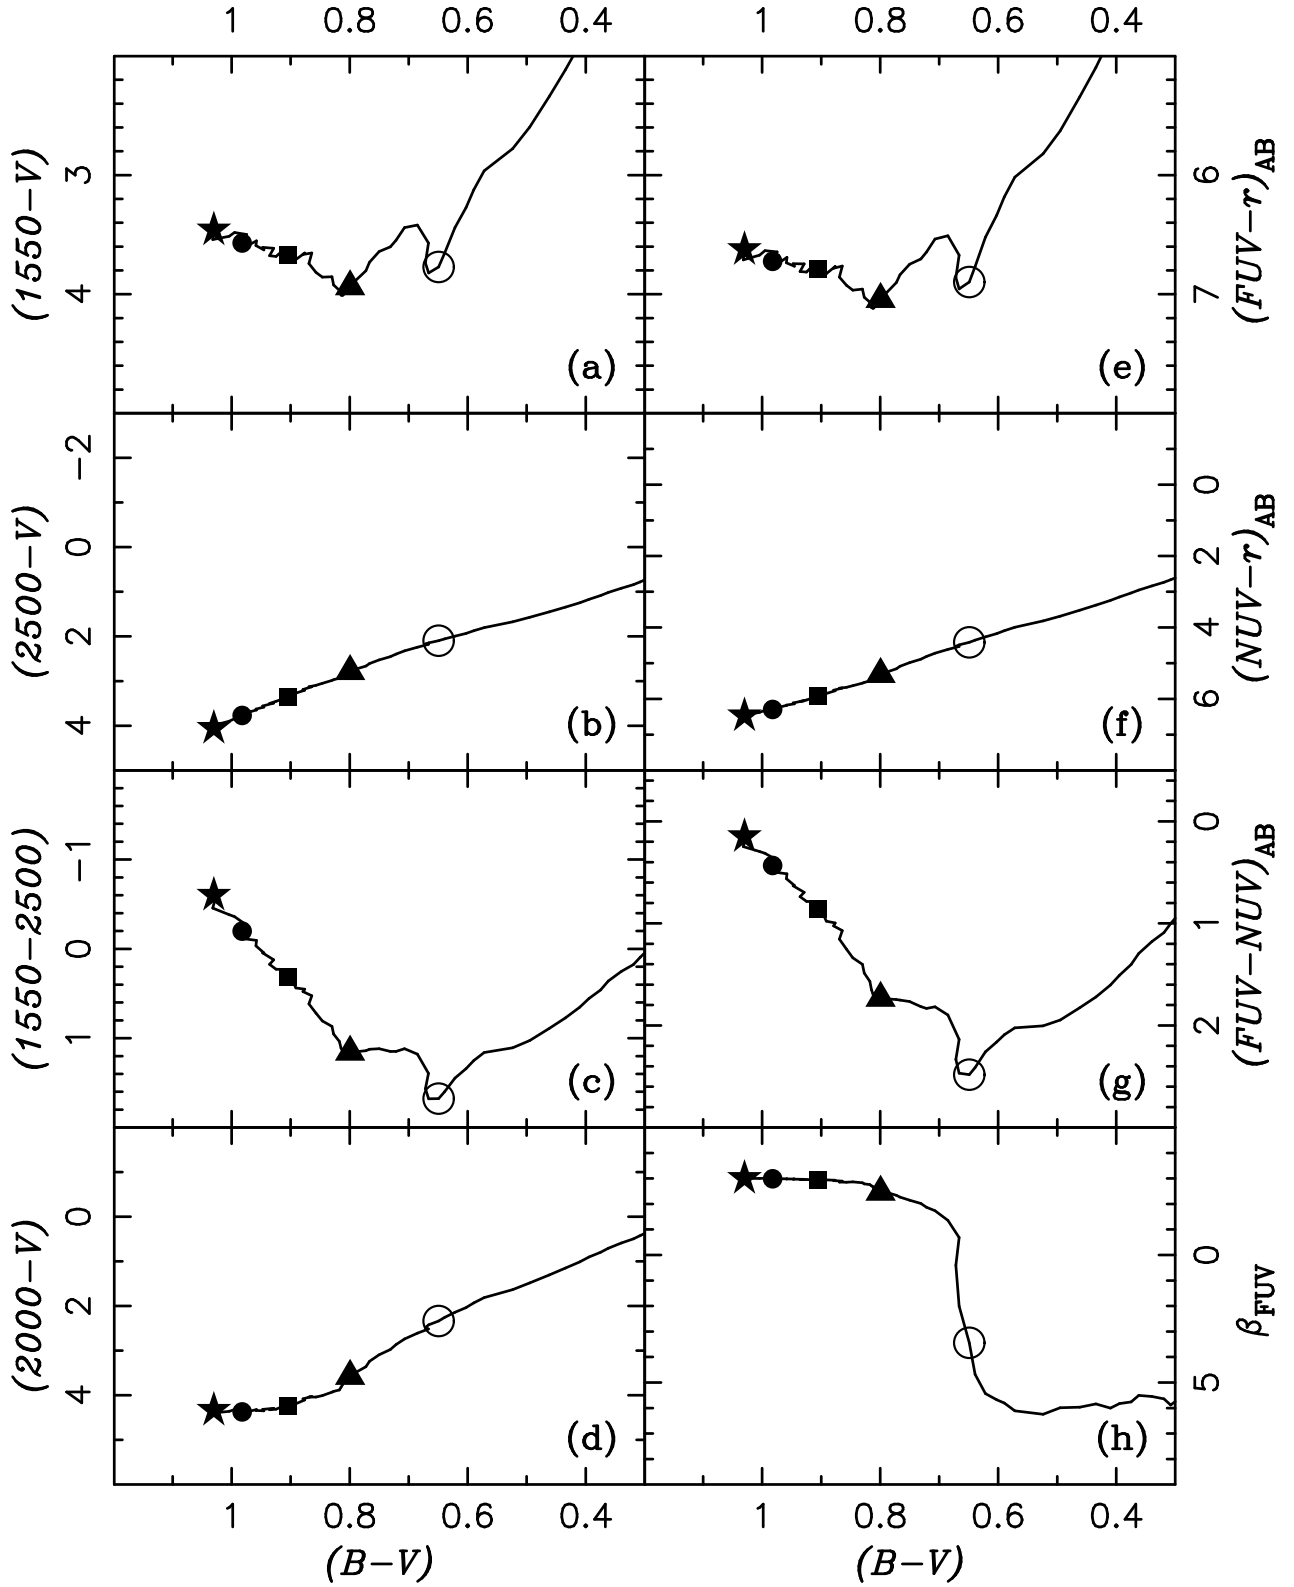 1 0.8 0.6 0.4 1 0.8 0.6 0.4
(1550−V) 3 4 (a)
(e) 6 7 (FUV−r)AB
(2500−V) −2 0 2 4 (b)
(f) 0 2 4 6 (NUV−r)AB
(1550−2500) −1 0 1 (c)
(g) 0 1 2 (FUV−NUV)AB
(2000−V) 0 2 4 (d)
(h) 0 5 βFUV
1 0.8 0.6 0.4 1 0.8 0.6 0.4
(B−V) (B−V)